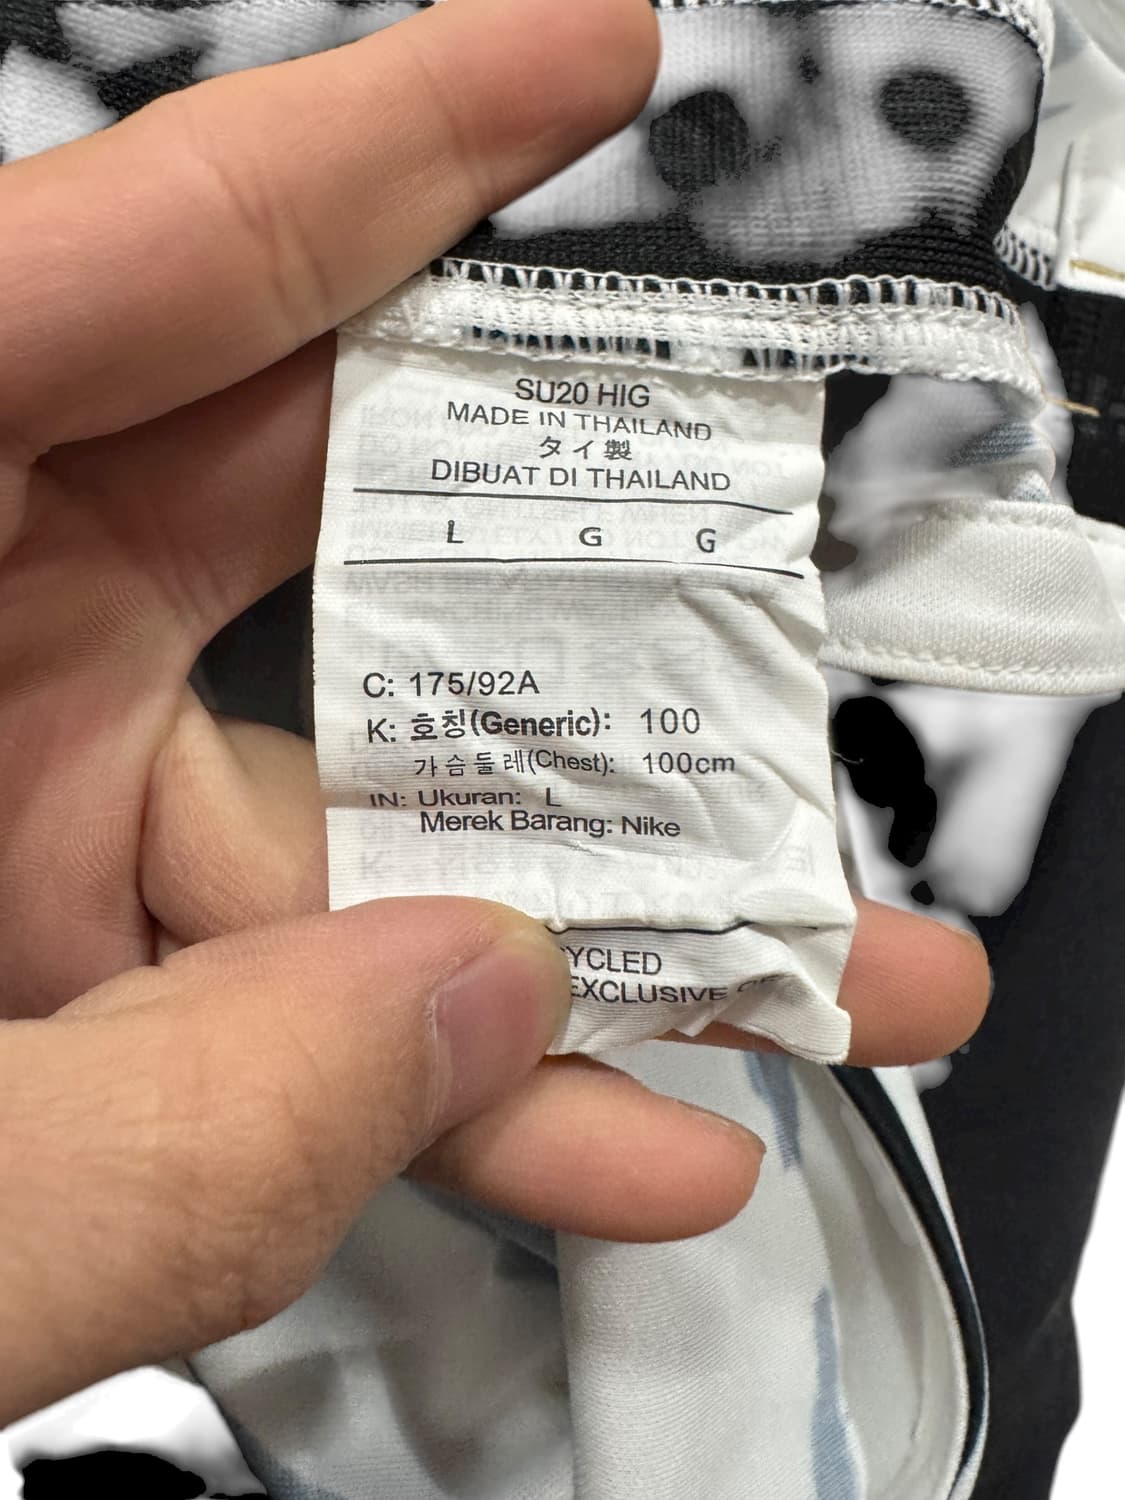 SU20 HIG
MADE IN THAILAND
タイ製
DIBUAT DI THAILAND
L G G
C: 175/92A
K: 호칭(Generic): 100
가슴둘레(Chest): 100cm
IN: Ukuran: L
Merek Barang: Nike
YCLED
EXCLUSIVE OF